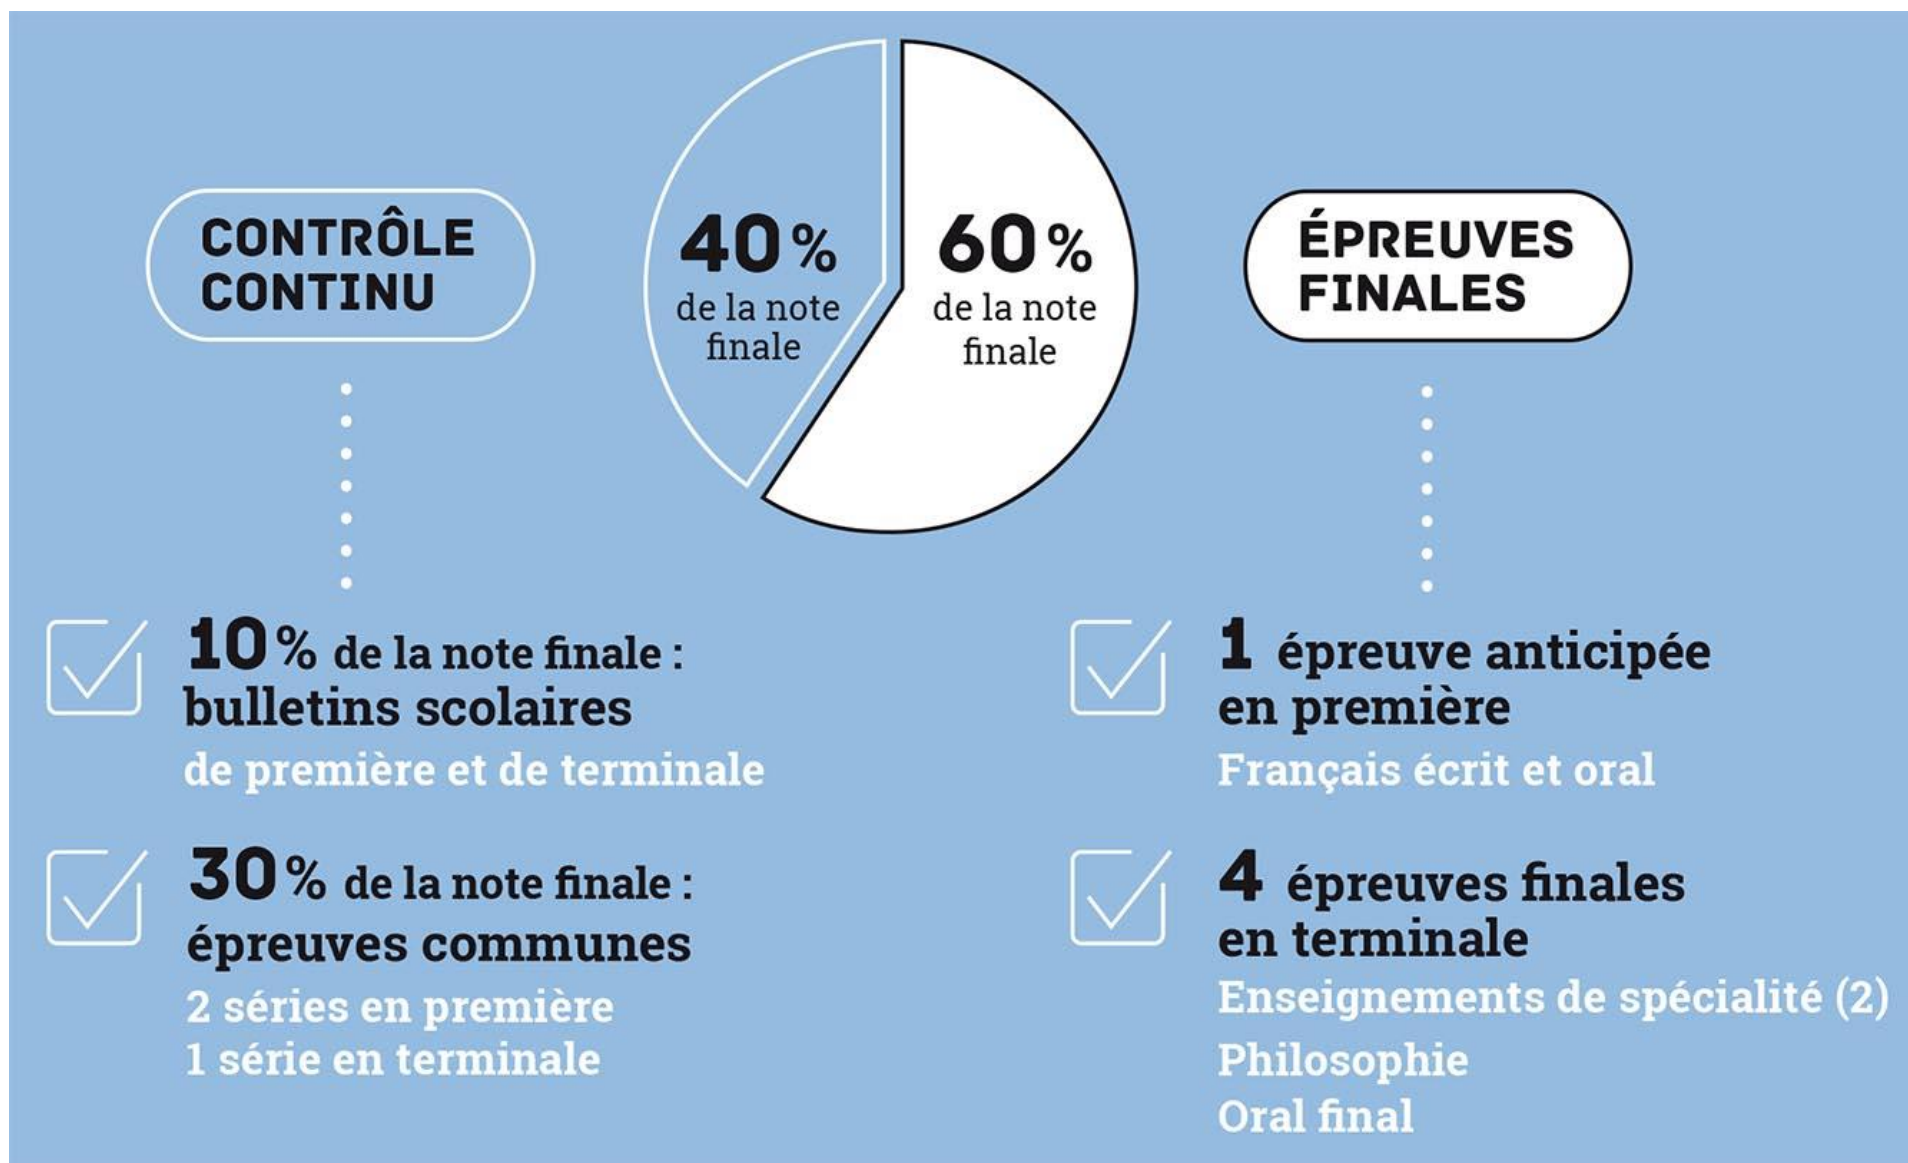 CONTRÔLE
CONTINU
40 %
de la note
finale
60 %
de la note
finale
ÉPREUVES
FINALES
10 % de la note finale :
bulletins scolaires
de première et de terminale
30 % de la note finale :
épreuves communes
2 séries en première
1 série en terminale
1 épreuve anticipée
en première
Français écrit et oral
4 épreuves finales
en terminale
Enseignements de spécialité (2)
Philosophie
Oral final